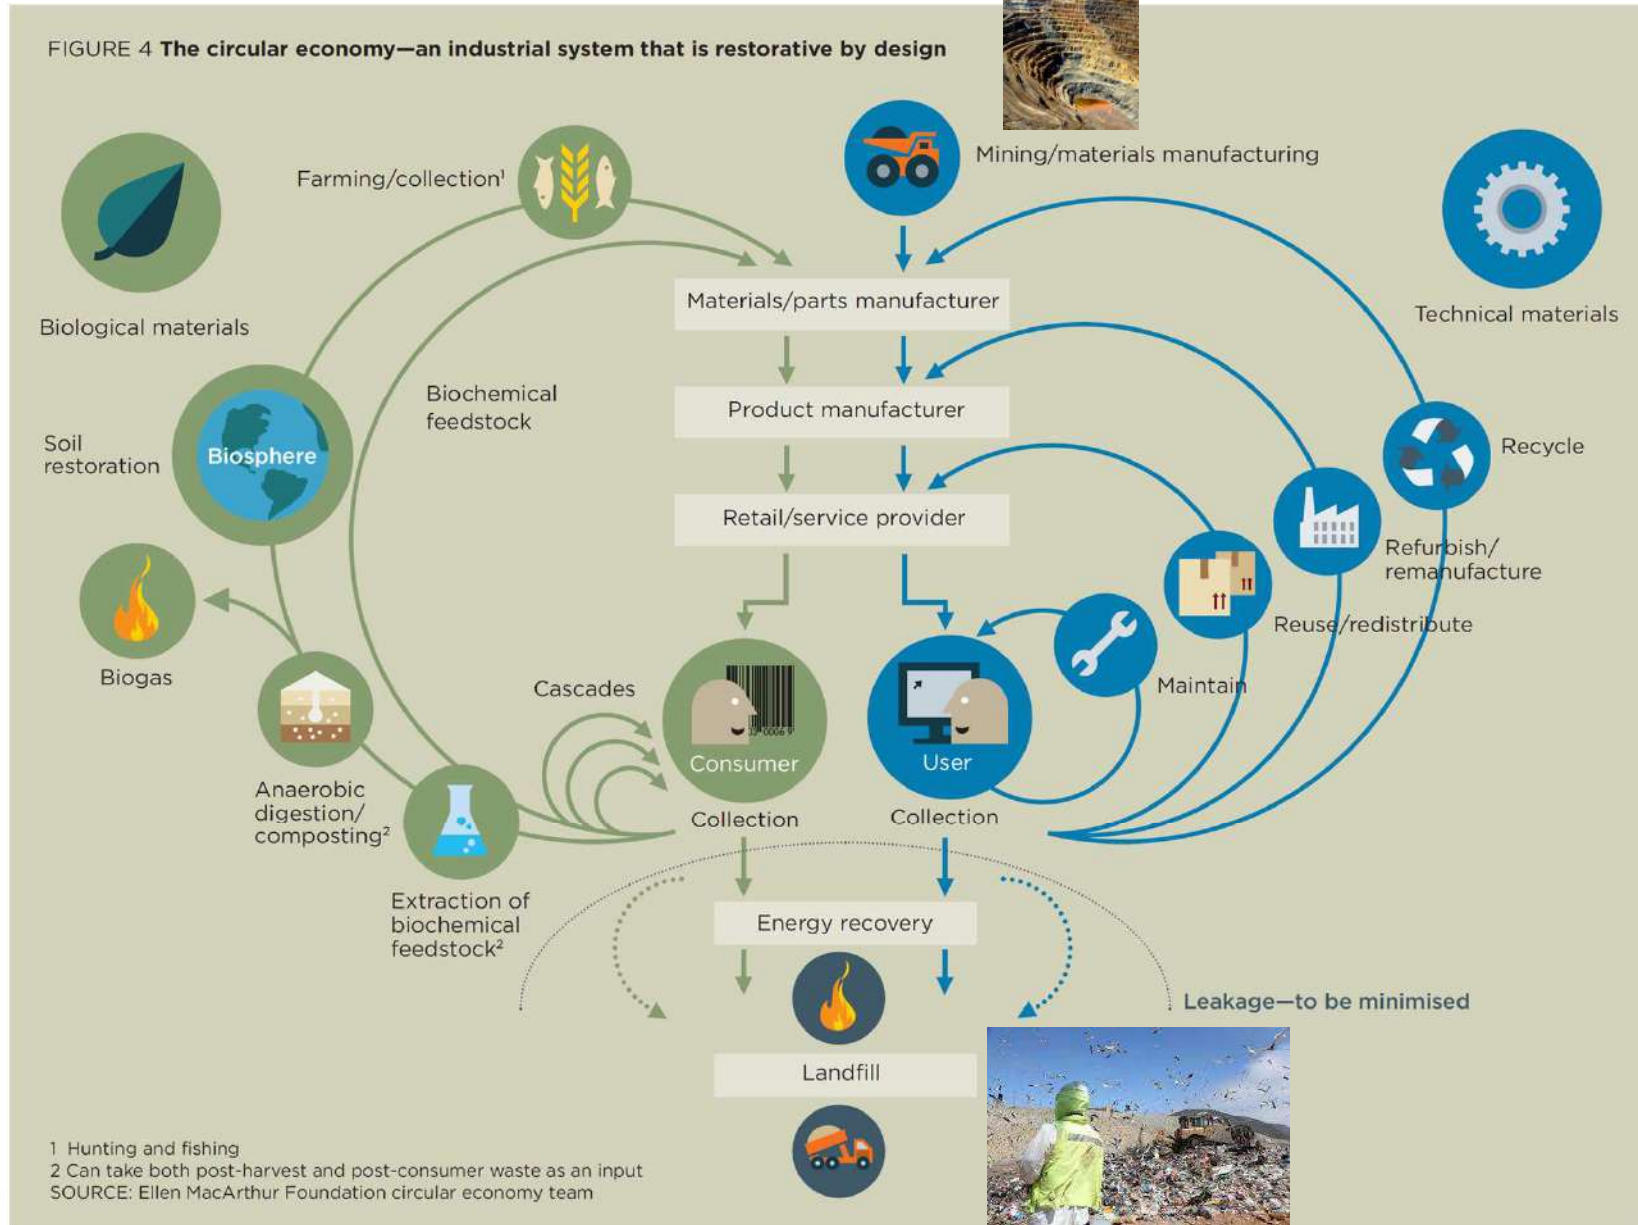 FIGURE 4 The circular economy—an industrial system that is restorative by design
Farming/collection¹
Mining/materials manufacturing
Biological materials
Technical materials
Materials/parts manufacturer
Biochemical
feedstock
Product manufacturer
Soil
restoration
Biosphere
Recycle
Retail/service provider
Refurbish/
remanufacture
Reuse/redistribute
Biogas
Cascades
Maintain
Consumer
User
Anaerobic
digestion/
composting²
Collection
Collection
Extraction of
biochemical
feedstock²
Energy recovery
Leakage—to be minimised
Landfill
1 Hunting and fishing
2 Can take both post-harvest and post-consumer waste as an input
SOURCE: Ellen MacArthur Foundation circular economy team